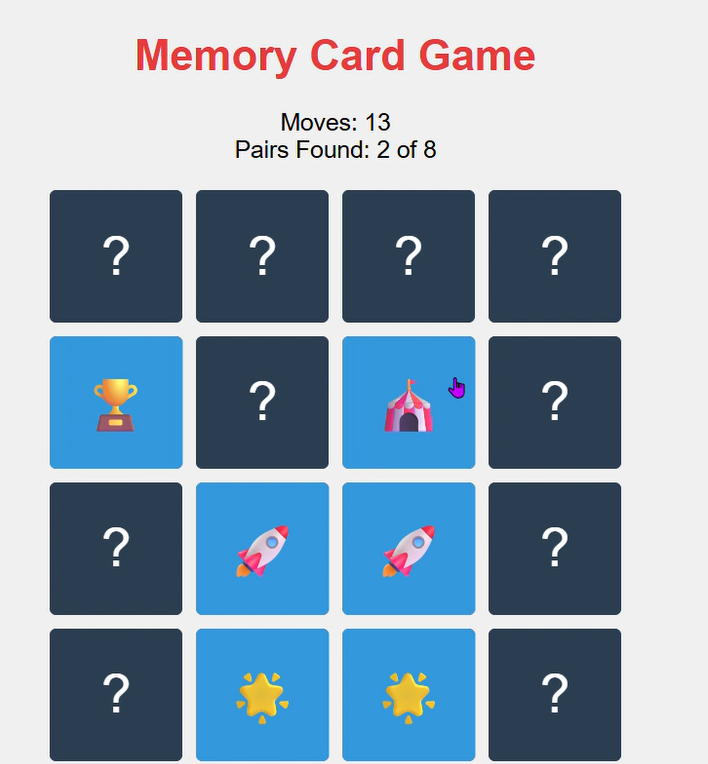 Memory Card Game
Moves: 13
Pairs Found: 2 of 8
? ? ? ?
? ?
? ?
? ?